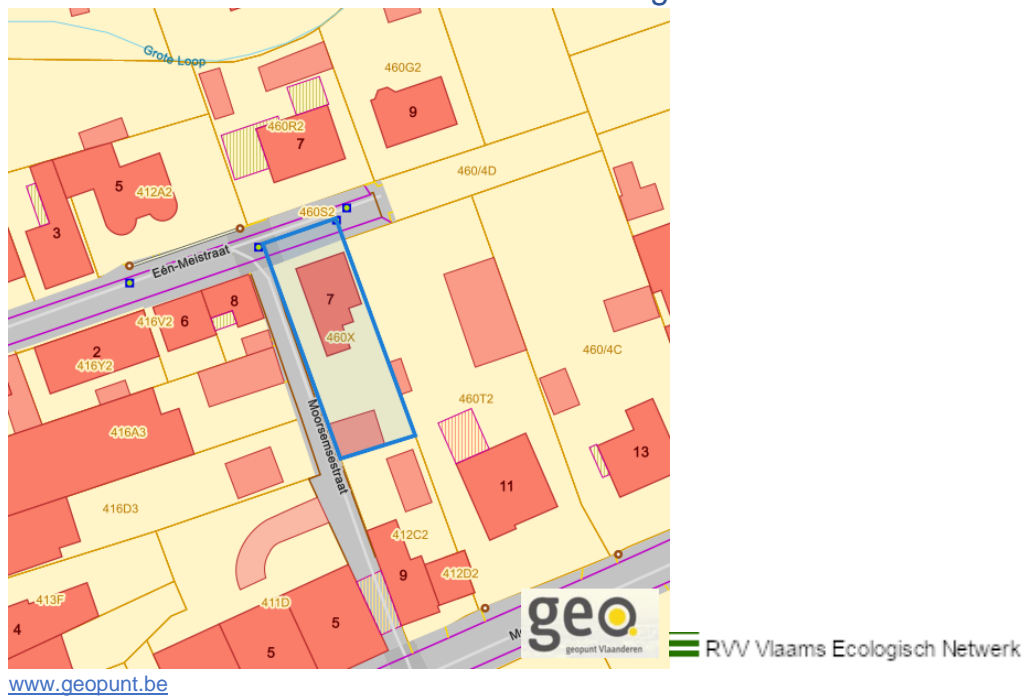 g
Grote Loop
460G2
9
460R2
7
460/4D
5
412A2
460S2
3
Eén-Meistraat
8
7
416V2
6
460X
2
416Y2
460/4C
460T2
Moorsemsestraat
416A3
13
11
416D3
412C2
9
412D2
413F
411D
4
5
5
M
geo
geopunt Vlaanderen
RVV Vlaams Ecologisch Netwerk
www.geopunt.be